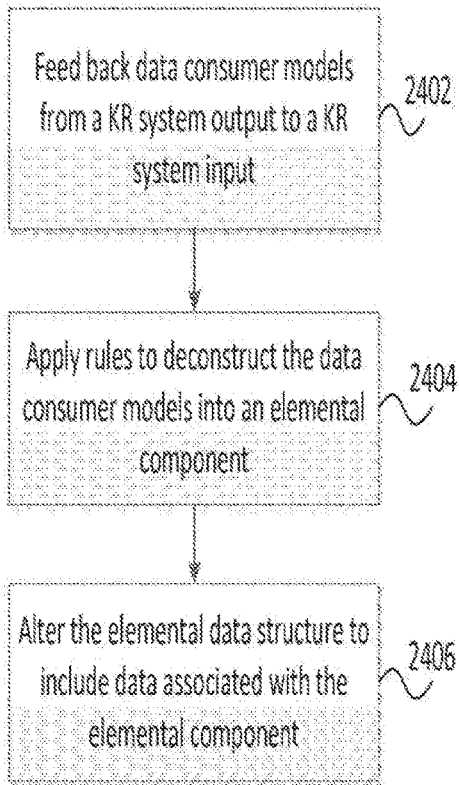 Feed back data consumer models
from a KR system output to a KR
system input
2402
Apply rules to deconstruct the data
consumer models into an elemental
component
2404
Alter the elemental data structure to
include data associated with the
elemental component
2406